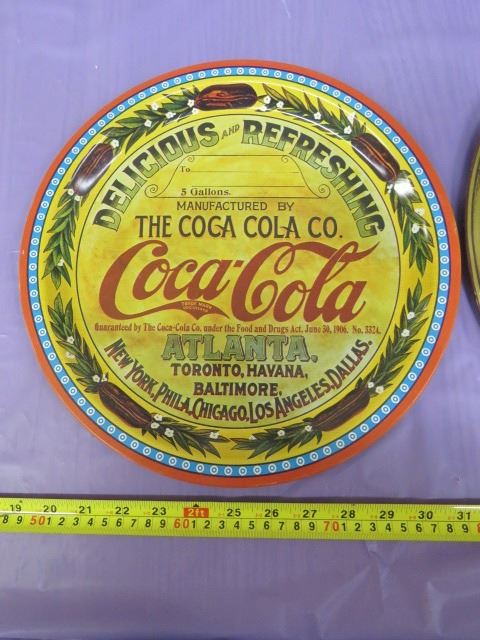 DELICIOUS AND REFRESHING
To
5 Gallons.
MANUFACTURED BY
THE COCA COLA CO.
Coca-Cola
TRADE MARK
Guaranteed by The Coca-Cola Co. under the Food and Drugs Act, June 30, 1906. No. 3324.
ATLANTA,
TORONTO, HAVANA,
BALTIMORE,
NEW YORK, PHILA, CHICAGO, LOS ANGELES, DALLAS.
19 20 21 22 23 2ft 25 26 27 28 29 30 31
8 9 50 1 2 3 4 5 6 7 8 9 60 1 2 3 4 5 6 7 8 9 70 1 2 3 4 5 6 7 8 9